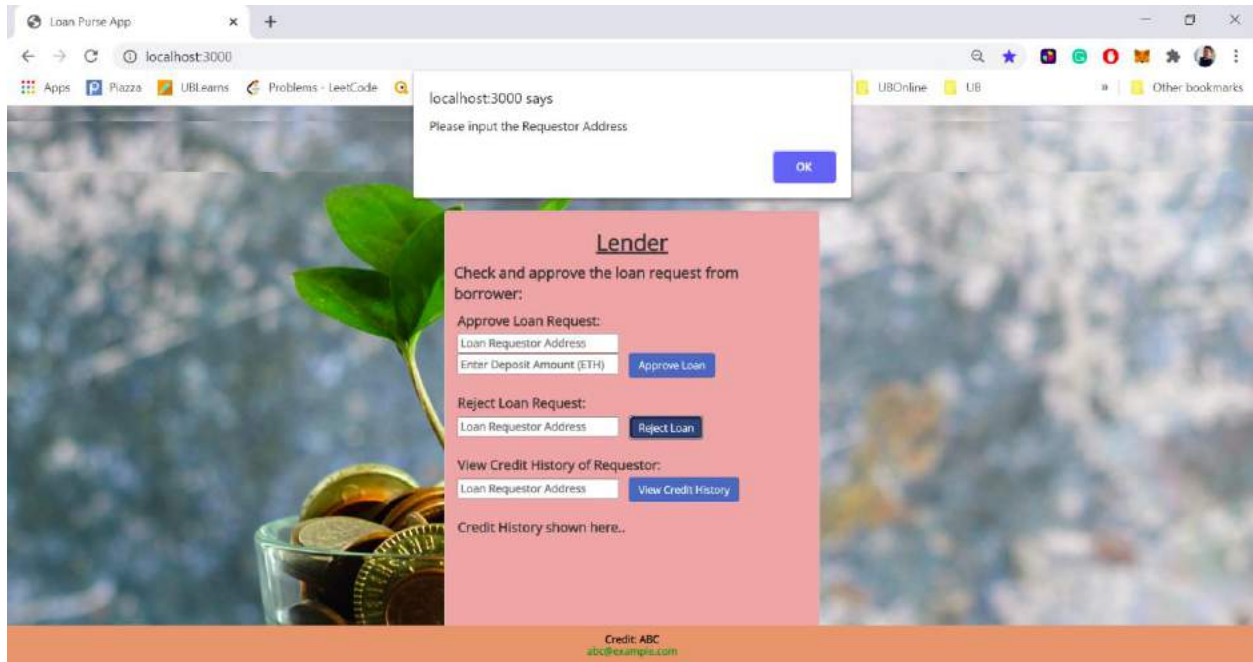 Loan Purse App
localhost:3000
Apps
Piazza
UBLearns
Problems - LeetCode
UBOnline
UB
»
Other bookmarks
localhost:3000 says
Please input the Requestor Address
OK
Lender
Check and approve the loan request from
borrower:
Approve Loan Request:
Loan Requestor Address
Enter Deposit Amount (ETH)
Approve Loan
Reject Loan Request:
Loan Requestor Address
Reject Loan
View Credit History of Requestor:
Loan Requestor Address
View Credit History
Credit History shown here..
Credit: ABC
abc@example.com